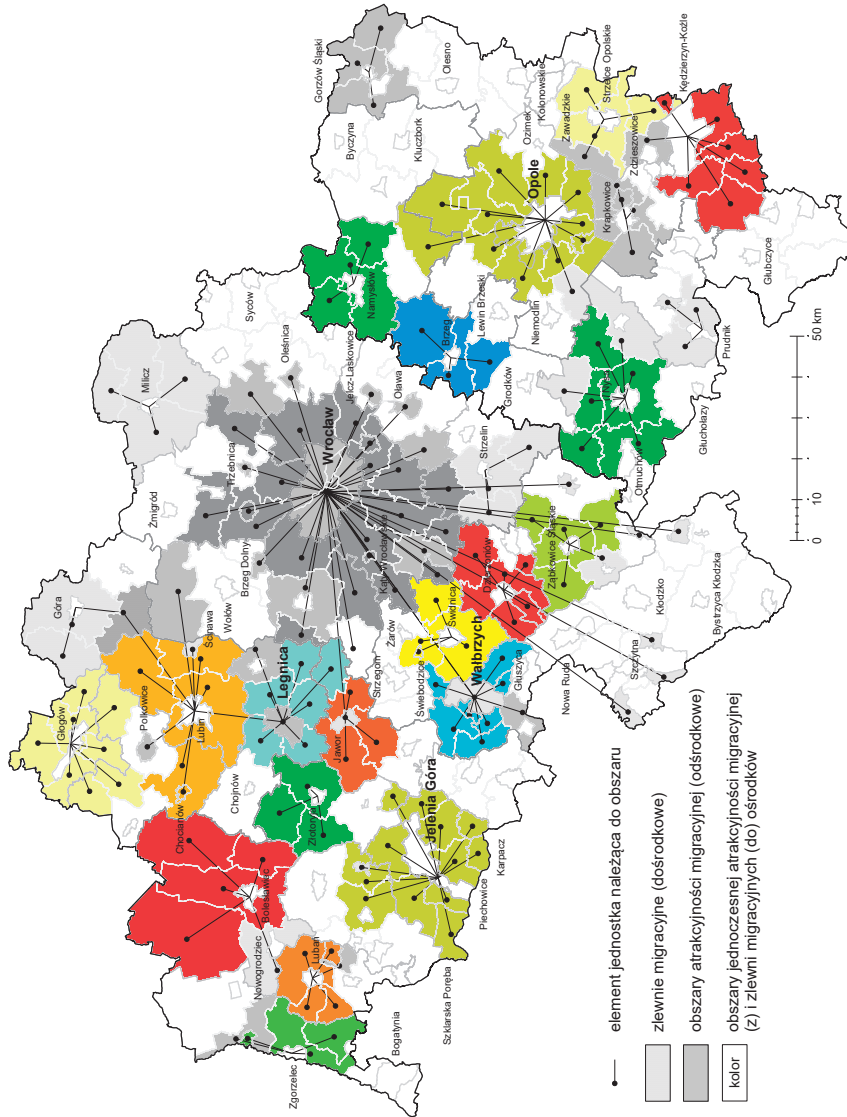 Zgorzelec
Bogatynia
Nowogrodziec
Lubań
Bolesławiec
Chocianów
Szklarska Poręba
Piechowice
Karpacz
Jelenia Góra
Złotoryja
Chojnów
Lubin
Polkowice
Głogów
Góra
Ścinawa
Wołów
Legnica
Jawor
Strzegom
Żarów
Świebodzice
Świdnica
Wałbrzych
Głuszyca
Nowa Ruda
Szczytna
Kłodzko
Bystrzyca Kłodzka
Dzierżoniów
Ząbkowice Śląskie
Brzeg Dolny
Żmigród
Milicz
Trzebnica
Kąty Wrocławskie
Wrocław
Oleśnica
Syców
Jelcz-Laskowice
Oława
Strzelin
Namysłów
Brzeg
Lewin Brzeski
Grodków
Niemodlin
Otmuchów
Nysa
Głuchołazy
Prudnik
Głubczyce
Byczyna
Kluczbork
Gorzów Śląski
Olesno
Opole
Ozimek
Kolonowskie
Zawadzkie
Strzelce Opolskie
Krapkowice
Zdzieszowice
Kędzierzyn-Koźle
0 10 50 km
element jednostka należąca do obszaru
zlewnie migracyjne (dośrodkowe)
obszary atrakcyjności migracyjnej (odśrodkowe)
kolor
obszary jednoczesnej atrakcyjności migracyjnej
(z) i zlewni migracyjnych (do) ośrodków